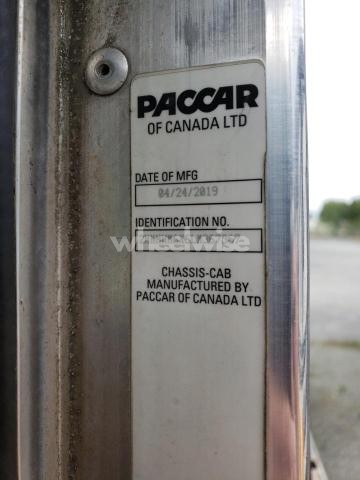 PACCAR
OF CANADA LTD
DATE OF MFG
04/24/2019
IDENTIFICATION NO.
wheelwise
CHASSIS-CAB
MANUFACTURED BY
PACCAR OF CANADA LTD